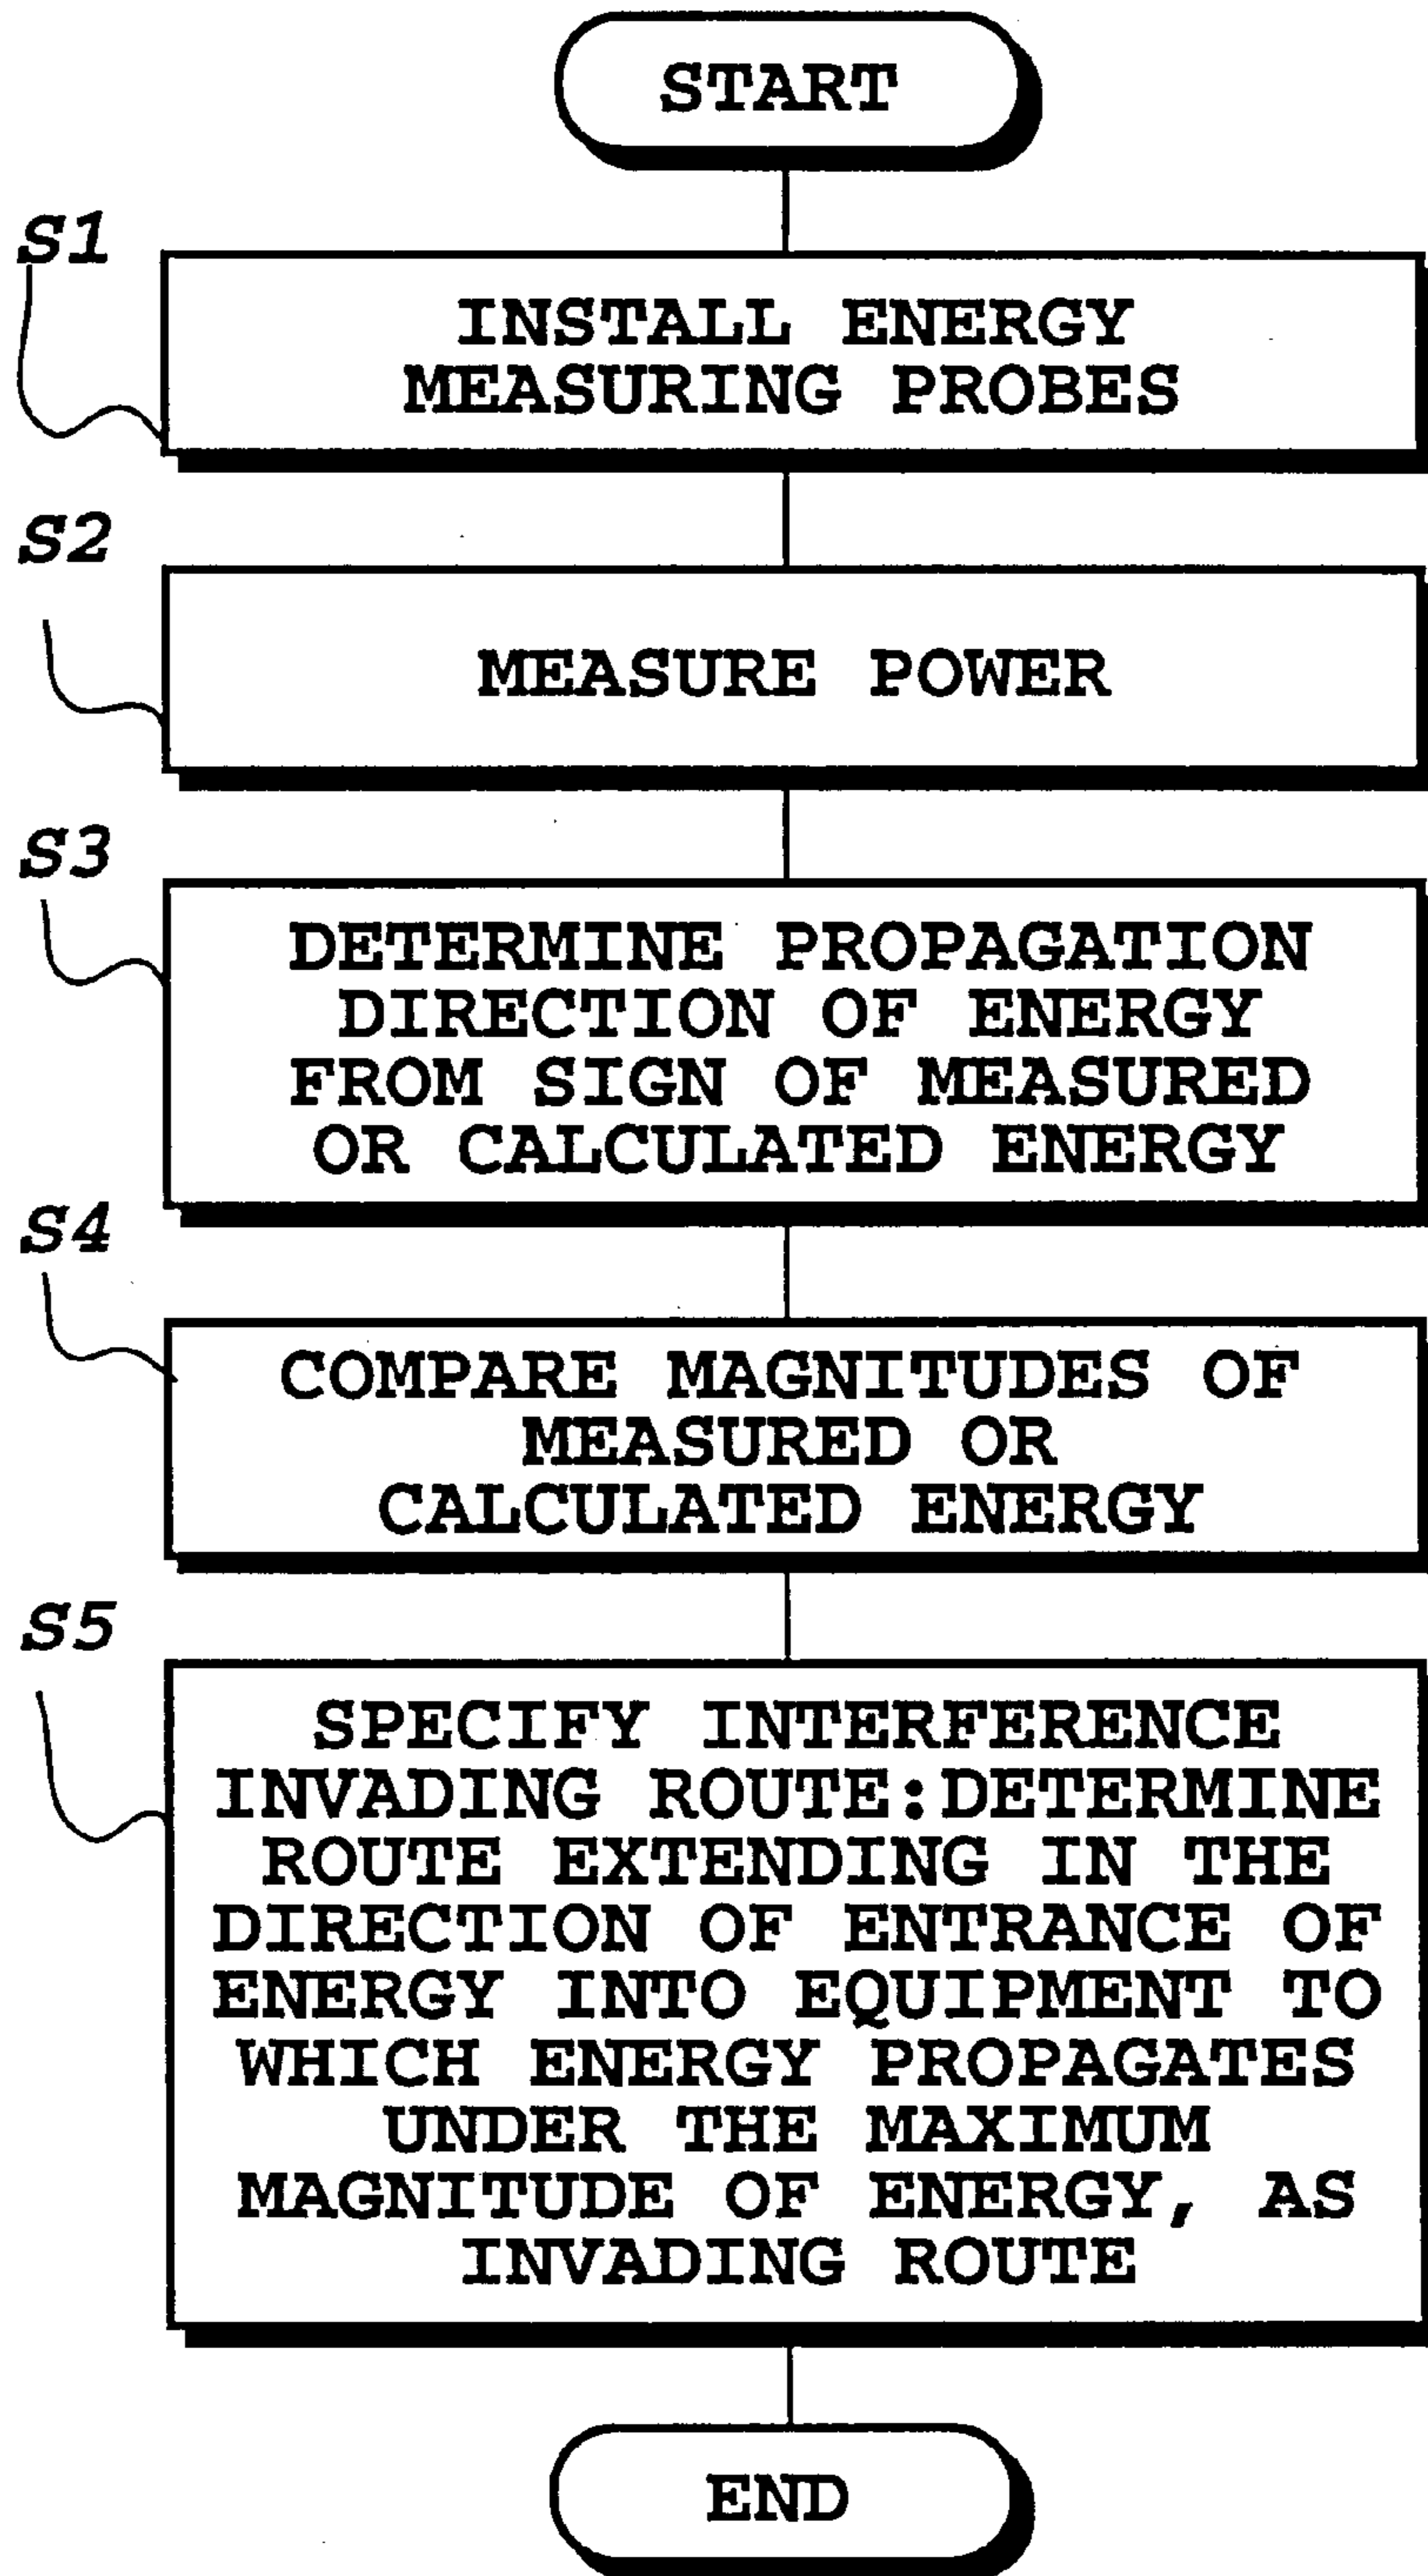 START
S1
INSTALL ENERGY
MEASURING PROBES
S2
MEASURE POWER
S3
DETERMINE PROPAGATION
DIRECTION OF ENERGY
FROM SIGN OF MEASURED
OR CALCULATED ENERGY
S4
COMPARE MAGNITUDES OF
MEASURED OR
CALCULATED ENERGY
S5
SPECIFY INTERFERENCE
INVADING ROUTE:DETERMINE
ROUTE EXTENDING IN THE
DIRECTION OF ENTRANCE OF
ENERGY INTO EQUIPMENT TO
WHICH ENERGY PROPAGATES
UNDER THE MAXIMUM
MAGNITUDE OF ENERGY, AS
INVADING ROUTE
END